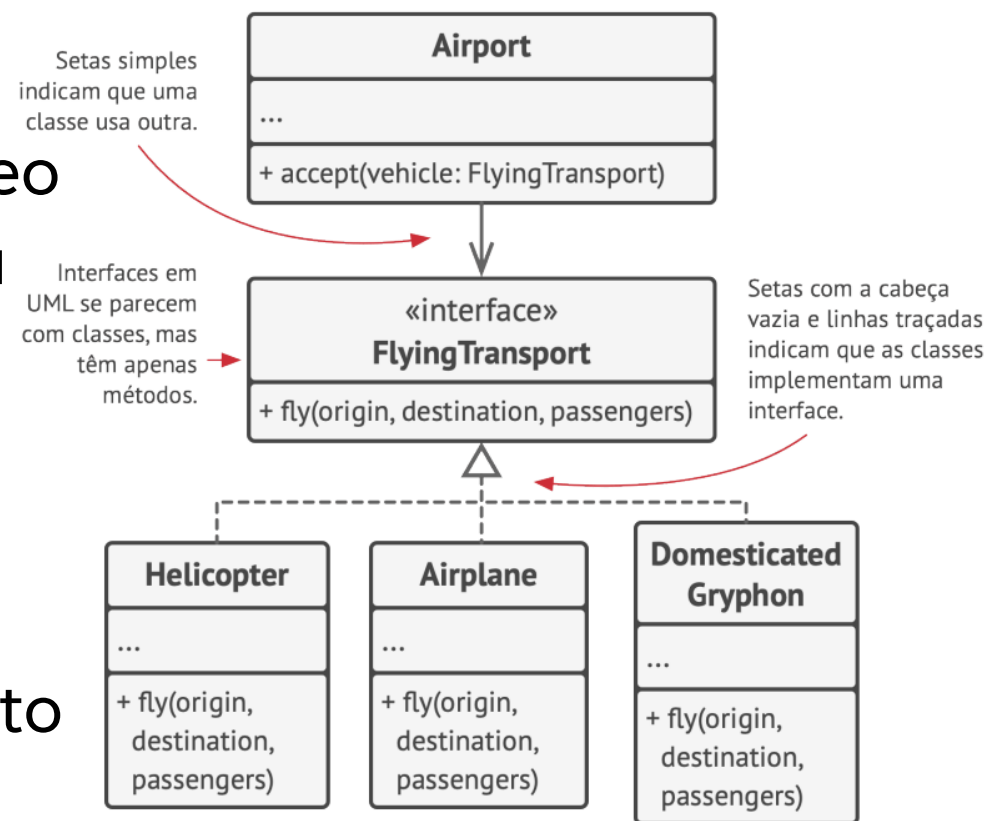 Airport
...
+ accept(vehicle: FlyingTransport)
Setas simples
indicam que uma
classe usa outra.
eo
Interfaces em
UML se parecem
com classes, mas
têm apenas
métodos.
«interface»
FlyingTransport
+ fly(origin, destination, passengers)
Setas com a cabeça
vazia e linhas traçadas
indicam que as classes
implementam uma
interface.
Helicopter
...
+ fly(origin,
destination,
passengers)
Airplane
...
+ fly(origin,
destination,
passengers)
Domesticated
Gryphon
...
+ fly(origin,
destination,
passengers)
to